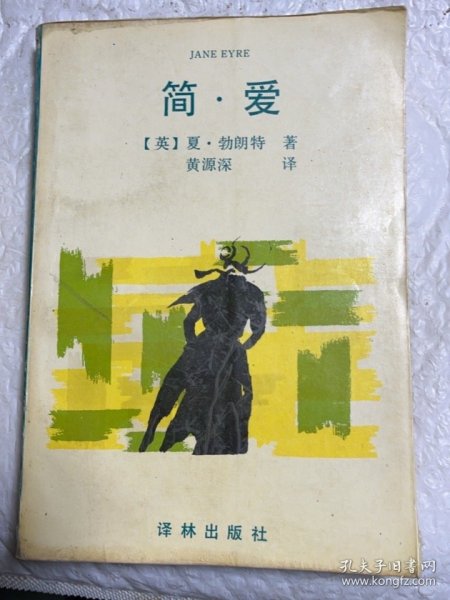 JANE EYRE
简·爱
【英】夏·勃朗特 著
黄源深 译
译林出版社
孔夫子旧书网
www.kongfz.com